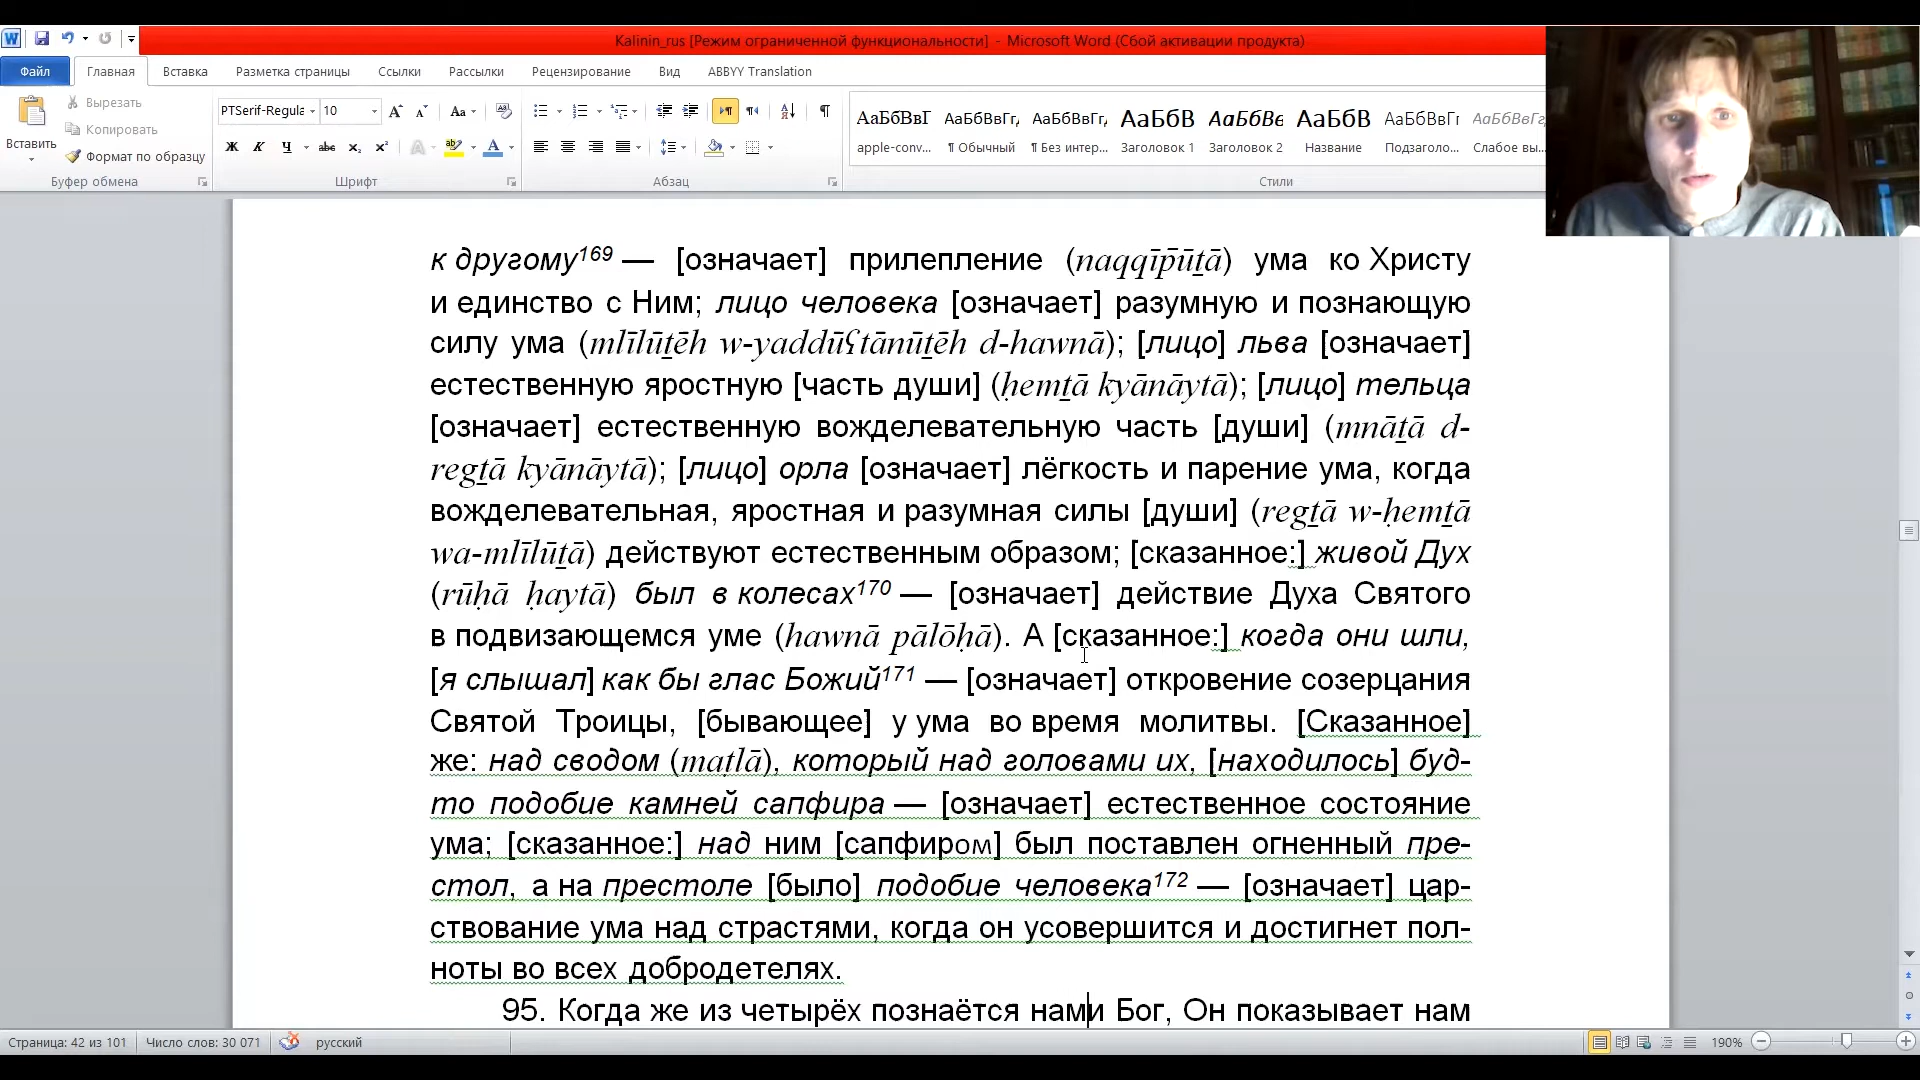 Kalinin_rus [Режим ограниченной функциональности] - Microsoft Word (Сбой активации продукта)
Файл Главная Вставка Разметка страницы Ссылки Рассылки Рецензирование Вид ABBYY Translation
Вставить
Вырезать
Копировать
Формат по образцу
Буфер обмена
PTSerif-Regula 10
Ж К Ч abc x₂ x²
Шрифт
Абзац
АаБбВвГ АаБбВвГг, АаБбВвГг, АаБбВ АаБбВв АаБбВ АаБбВвГг АаБбВвГг
apple-conv... ¶ Обычный ¶ Без интер... Заголовок 1 Заголовок 2 Название Подзаголо... Слабое вы...
Стили
к другому169 — [означает] прилепление (naqqīp̄ūṯā) ума ко Христу
и единство с Ним; лицо человека [означает] разумную и познающую
силу ума (mlīlūṯēh w-yaddūʕtānūṯēh d-hawnā); [лицо] льва [означает]
естественную яростную [часть души] (ḥemṯā kyānāytā); [лицо] тельца
[означает] естественную вожделевательную часть [души] (mnāṯā d-
regṯā kyānāytā); [лицо] орла [означает] лёгкость и парение ума, когда
вожделевательная, яростная и разумная силы [души] (regṯā w-ḥemṯā
wa-mlīlūṯā) действуют естественным образом; [сказанное:] живой Дух
(rūḥā ḥaytā) был в колесах170 — [означает] действие Духа Святого
в подвизающемся уме (hawnā pālōḥā). А [сказанное:] когда они шли,
[я слышал] как бы глас Божий171 — [означает] откровение созерцания
Святой Троицы, [бывающее] у ума во время молитвы. [Сказанное]
же: над сводом (maṭlā), который над головами их, [находилось] буд-
то подобие камней сапфира — [означает] естественное состояние
ума; [сказанное:] над ним [сапфиром] был поставлен огненный пре-
стол, а на престоле [было] подобие человека172 — [означает] цар-
ствование ума над страстями, когда он усовершится и достигнет пол-
ноты во всех добродетелях.
95. Когда же из четырёх познаётся нами Бог, Он показывает нам
Страница: 42 из 101 Число слов: 30 071 русский 190%